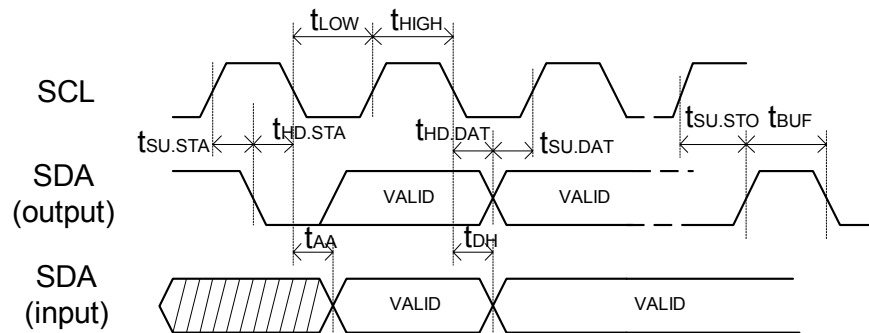 tLOW tHIGH
SCL
tSU.STA tHD.STA tHD.DAT tSU.DAT tSU.STO tBUF
SDA
(output)
VALID VALID
tAA tDH
SDA
(input)
VALID VALID